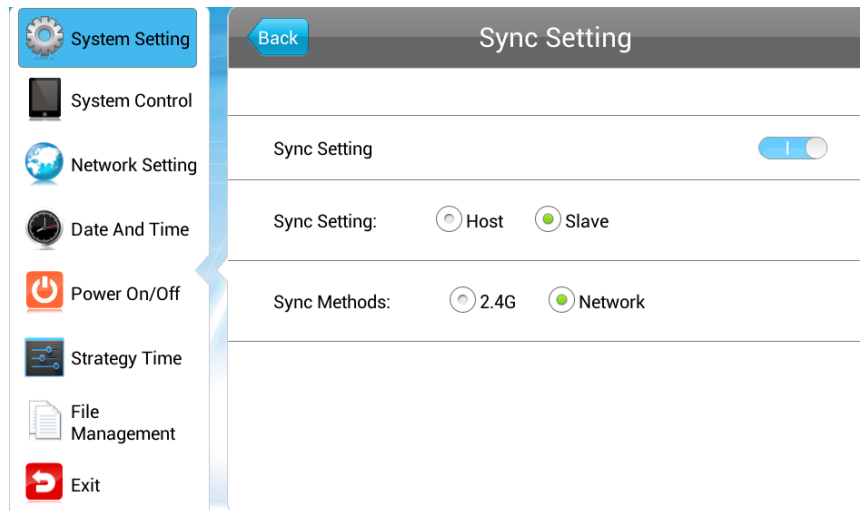 System Setting
System Control
Network Setting
Date And Time
Power On/Off
Strategy Time
File
Management
Exit
Back
Sync Setting
Sync Setting
Sync Setting: Host Slave
Sync Methods: 2.4G Network